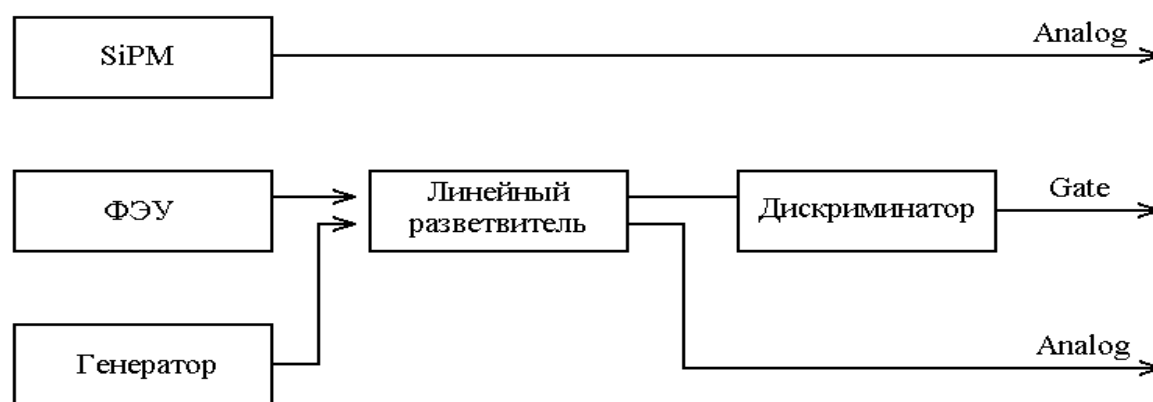 SiPM
Analog
ФЭУ
Линейный
разветвитель
Дискриминатор
Gate
Генератор
Analog